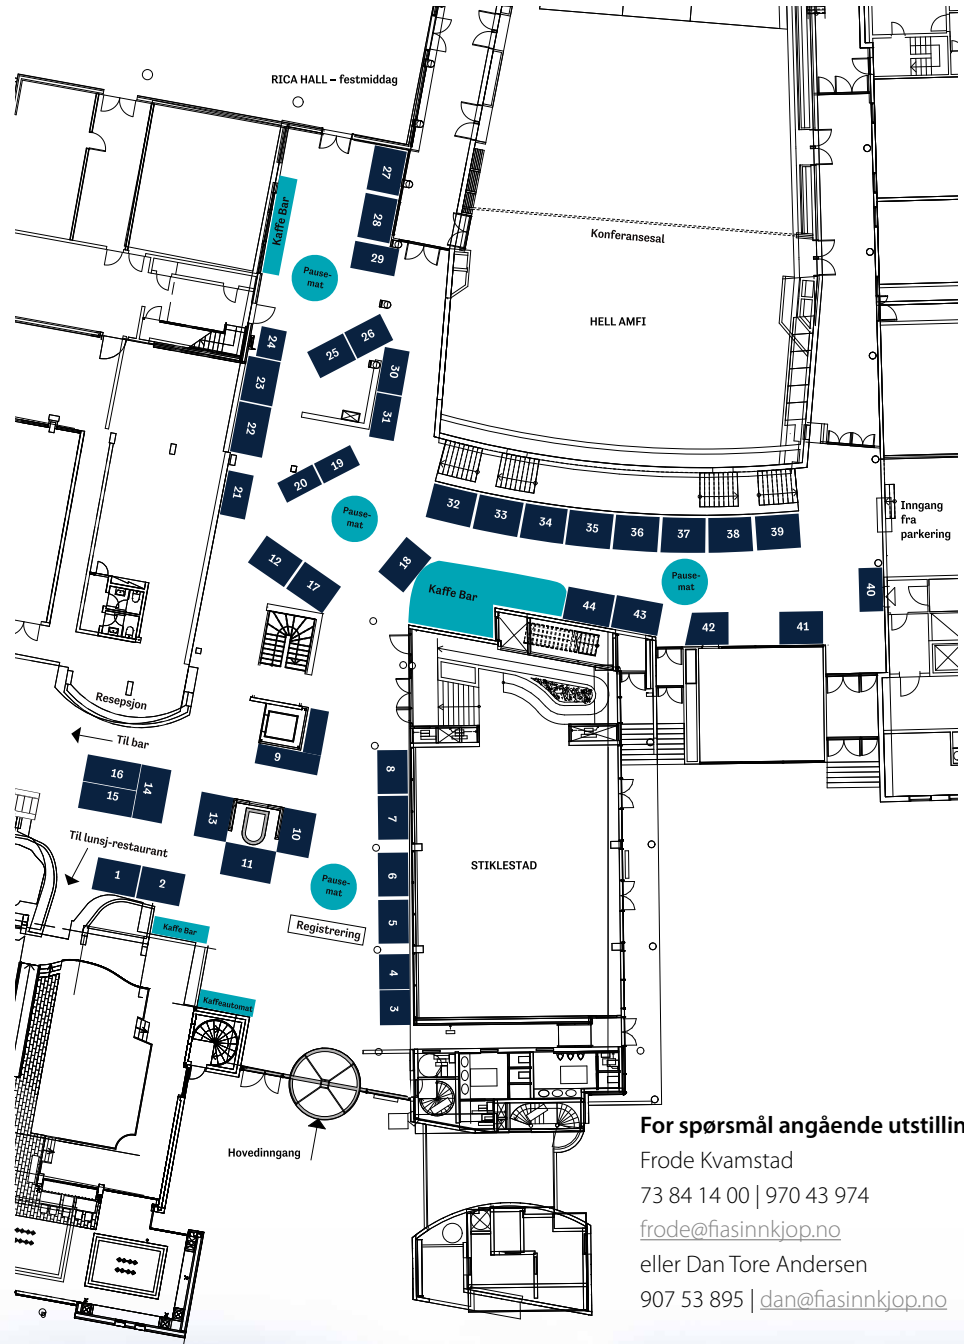 RICA HALL – festmiddag
27
Kaffe Bar
28
Konferansesal
29
Pause-
mat
HELL AMFI
24
25
26
30
23
31
22
19
20
21
32
33
34
35
36
37
38
39
Inngang
fra
parkering
Pause-
mat
12
17
18
Kaffe Bar
Pause-
mat
40
44
43
42
41
Resepsjon
Til bar
9
8
16
14
15
13
10
7
Til lunsj-restaurant
11
STIKLESTAD
1
2
Pause-
mat
6
Kaffe Bar
Registrering
5
4
Kaffeautomat
3
Hovedinngang
For spørsmål angående utstillin
Frode Kvamstad
73 84 14 00 | 970 43 974
frode@fiasinnkjop.no
eller Dan Tore Andersen
907 53 895 | dan@fiasinnkjop.no